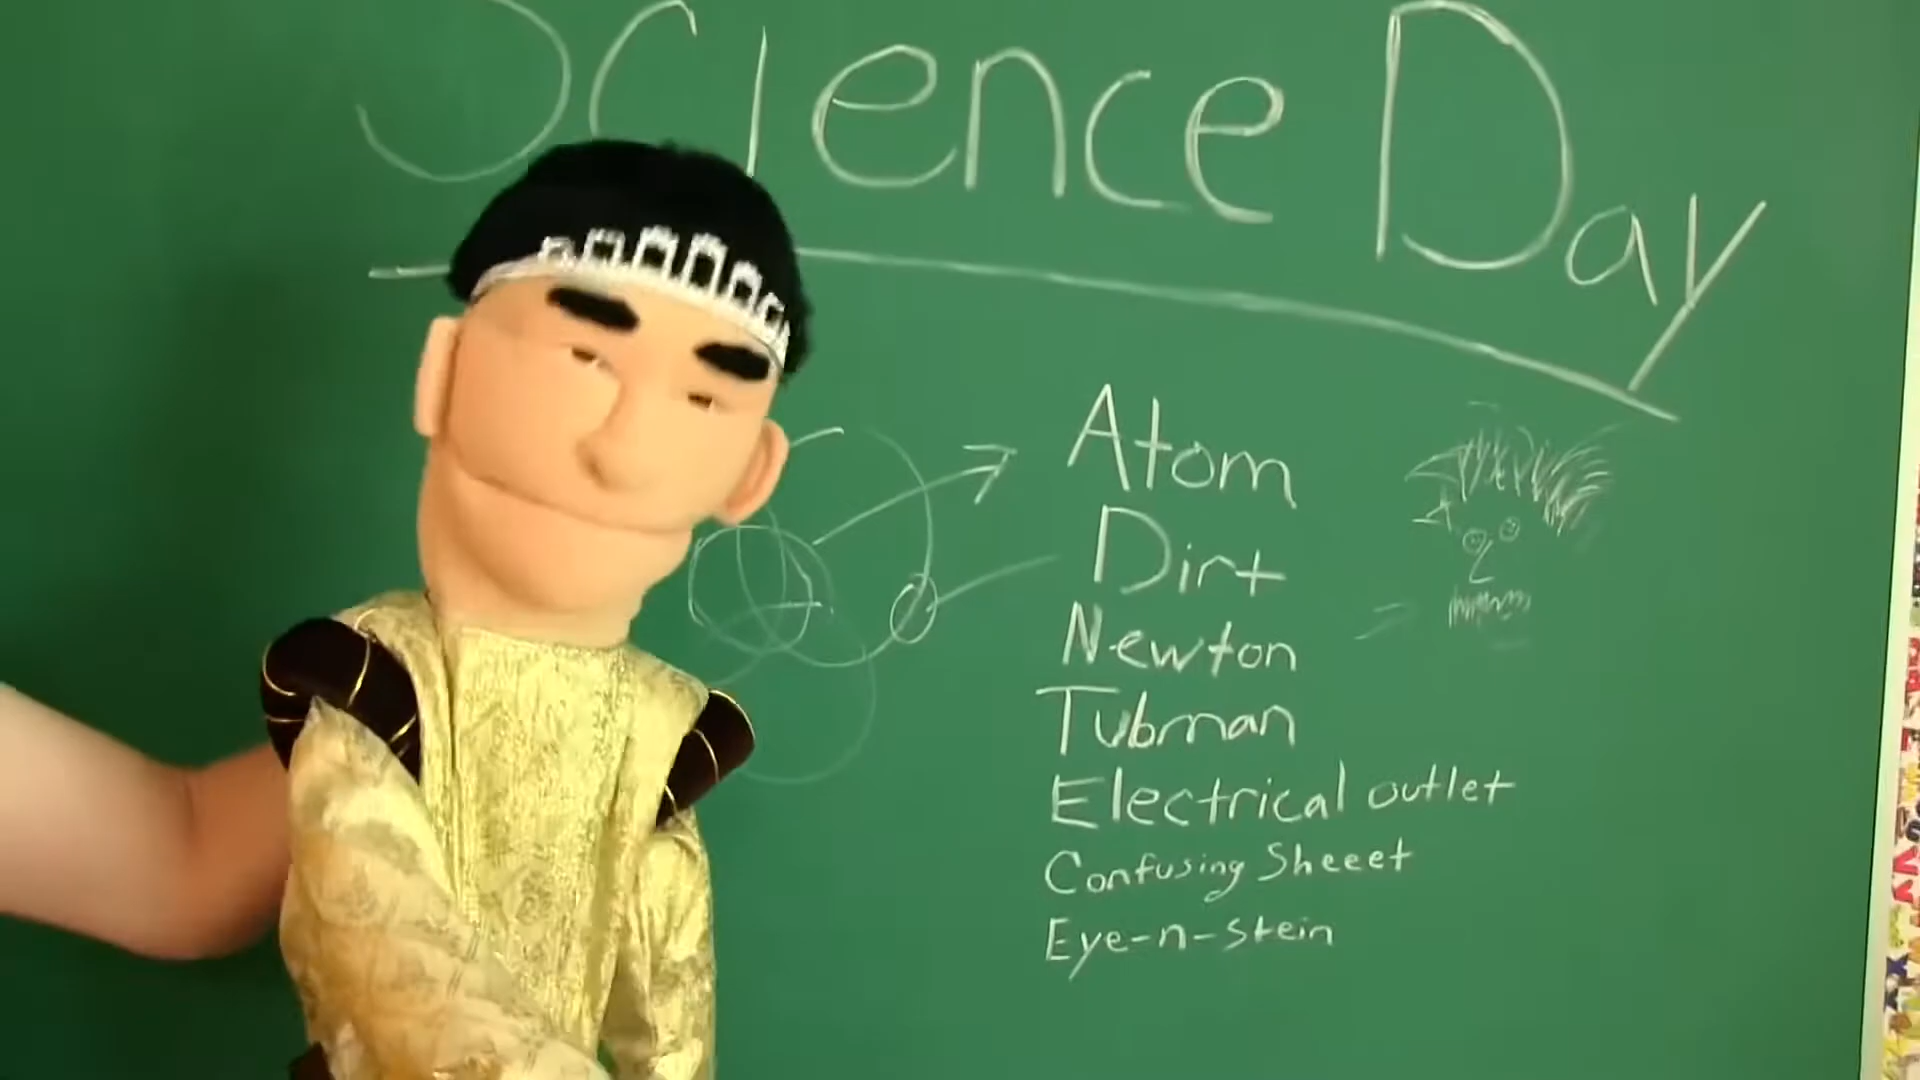 Science Day
Atom
Dirt
Newton
Tubman
Electrical outlet
Confusing Sheeet
Eye-n-stein